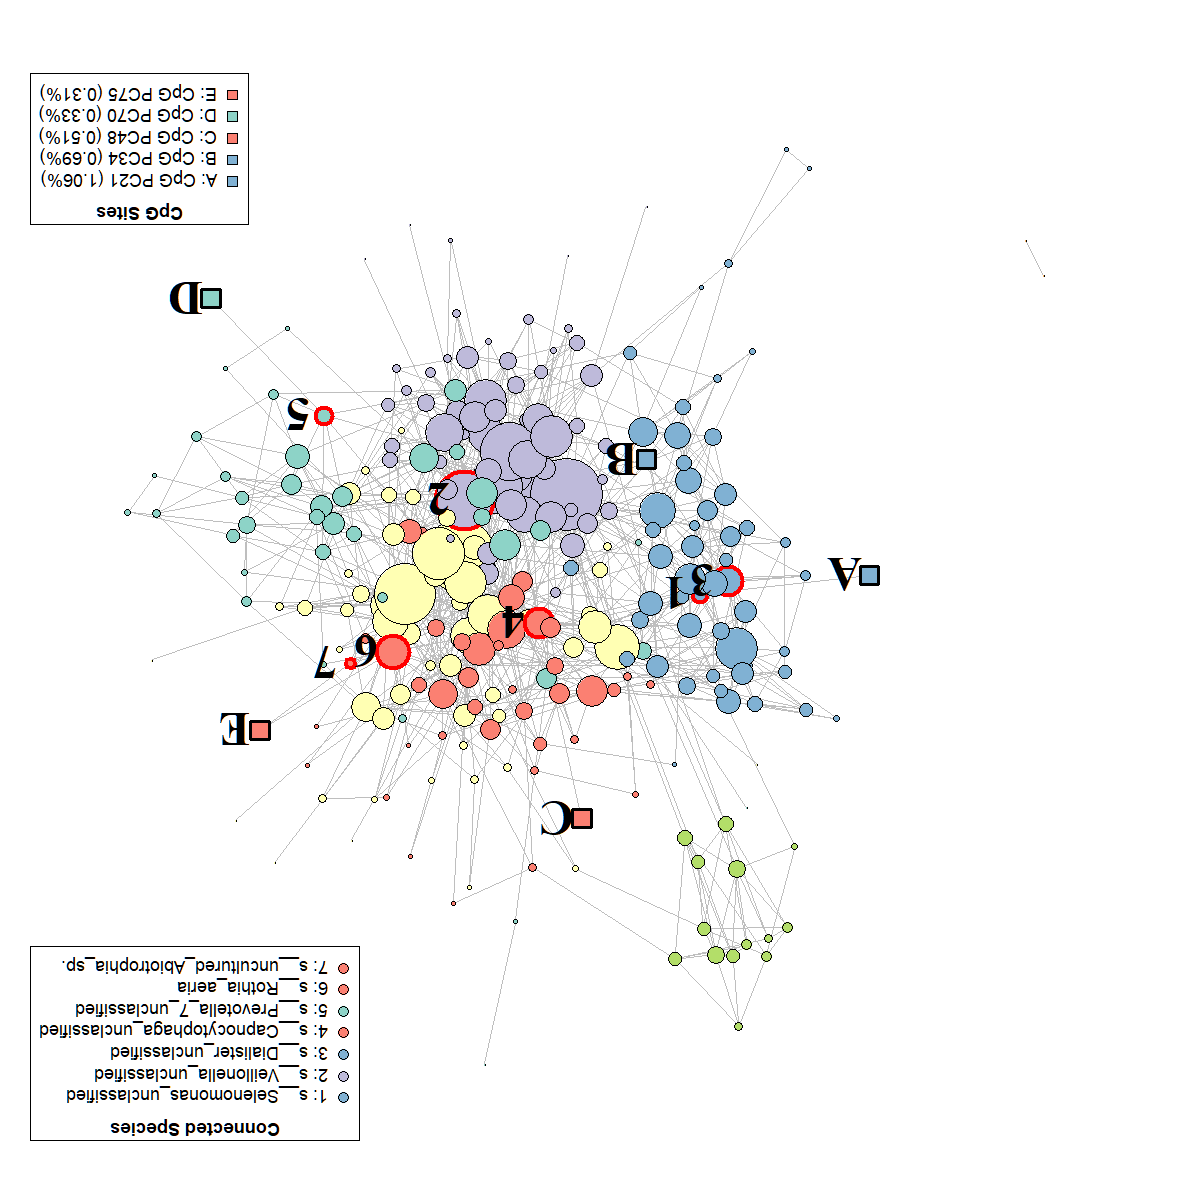 Connected Species
1: s__Selenomonas_unclassified
2: s__Veillonella_unclassified
3: s__Dialister_unclassified
4: s__Capnocytophaga_unclassified
5: s__Prevotella_7_unclassified
6: s__Rothia_aeria
7: s__uncultured_Abiotrophia_sp.
C
E
7
6
4
1
3
A
2
B
5
D
CpG Sites
A: CpG PC21 (1.06%)
B: CpG PC34 (0.69%)
C: CpG PC48 (0.51%)
D: CpG PC70 (0.33%)
E: CpG PC75 (0.31%)